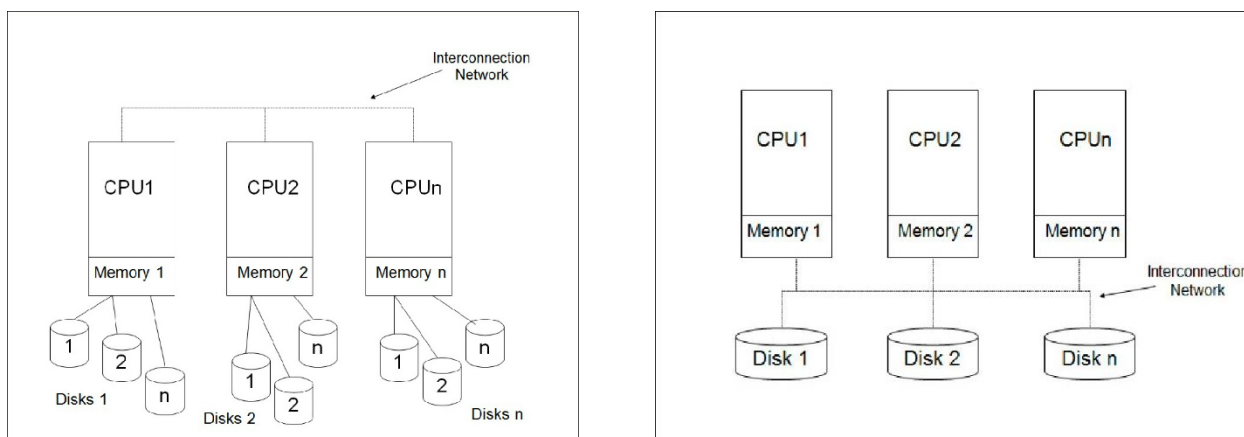 Interconnection
Network
CPU1
CPU2
CPUn
Memory 1
Memory 2
Memory n
1
2
n
1
2
n
1
2
n
Disks 1
Disks 2
Disks n
CPU1
CPU2
CPUn
Memory 1
Memory 2
Memory n
Interconnection
Network
Disk 1
Disk 2
Disk n